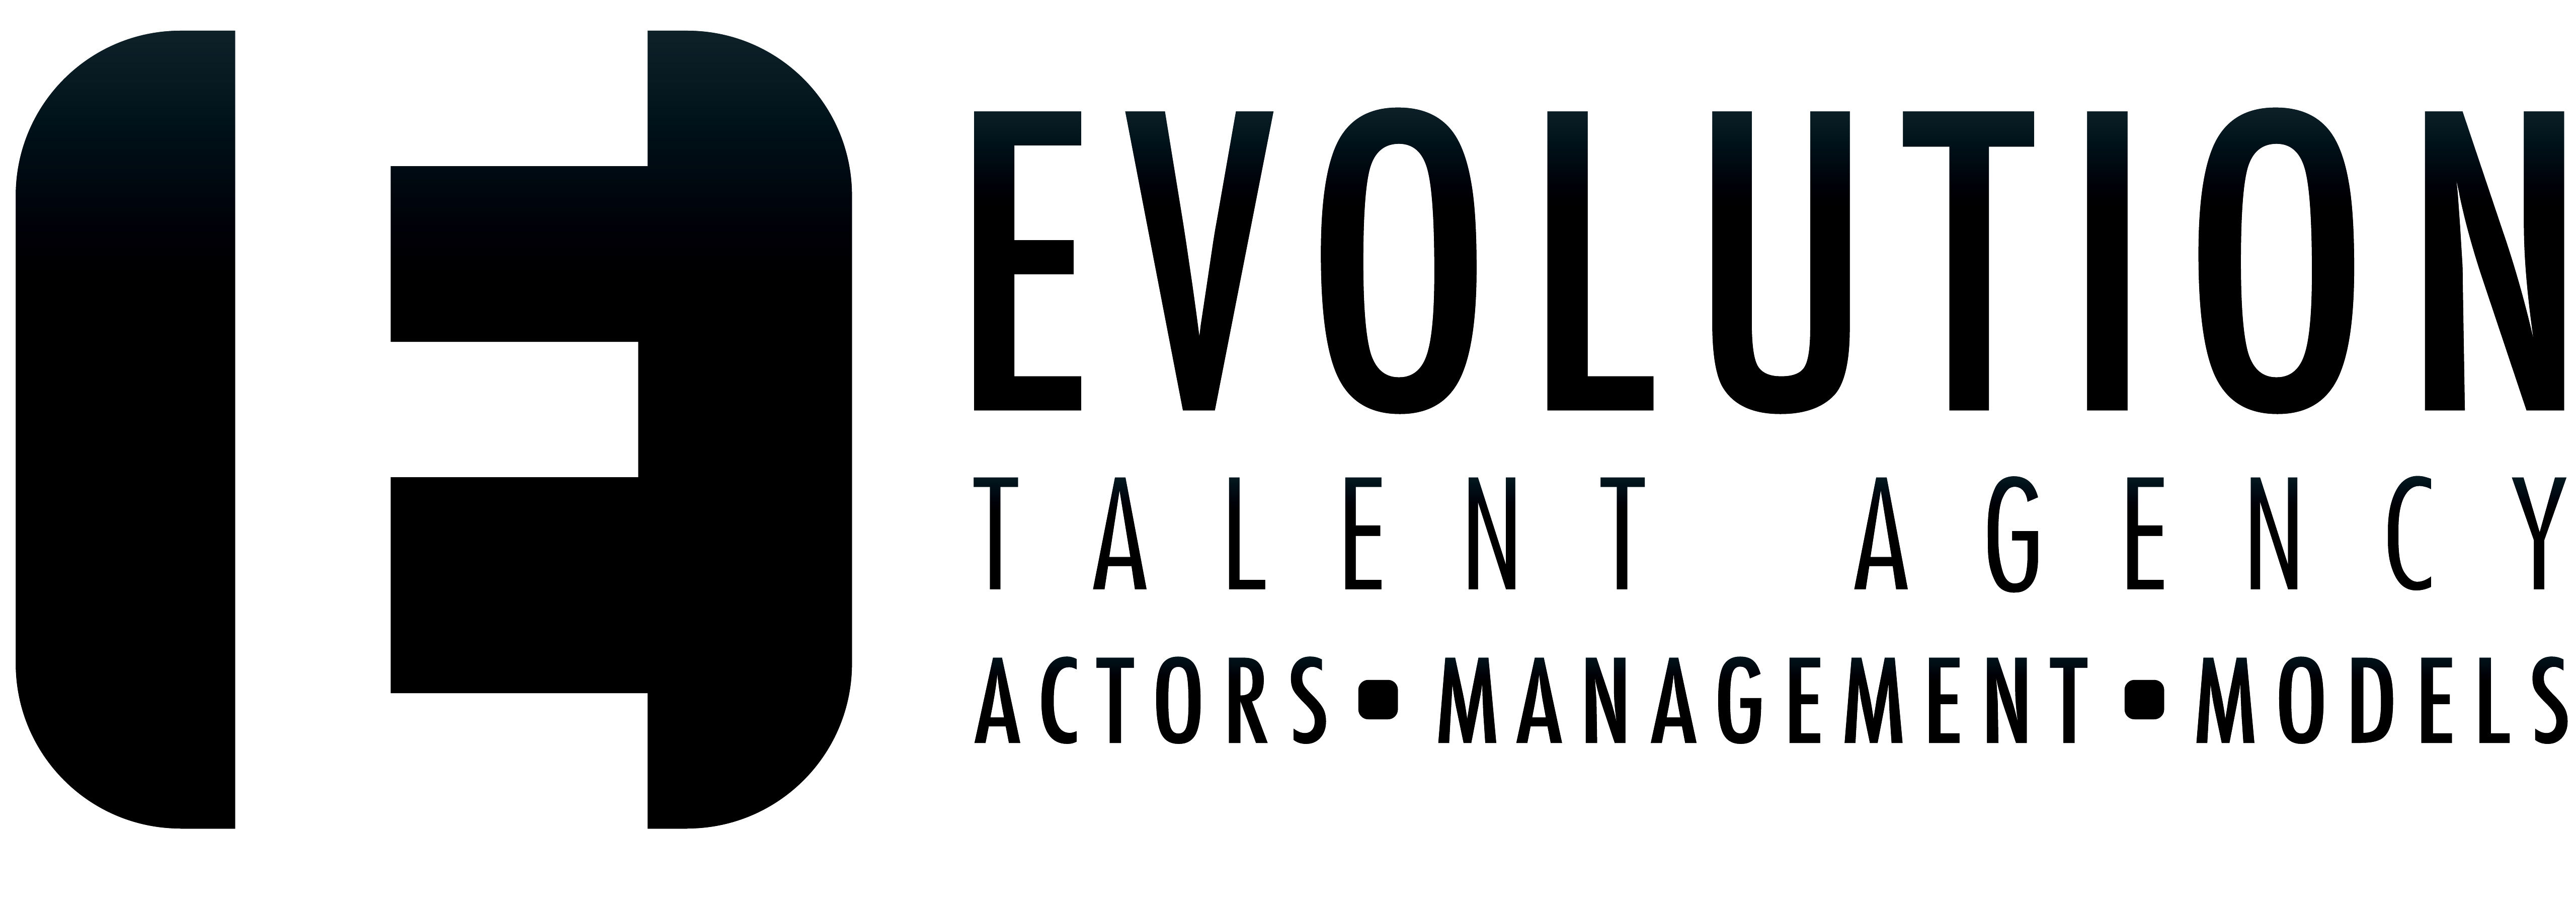 E
EVOLUTION
TALENT AGENCY
ACTORS▪MANAGEMENT▪MODELS